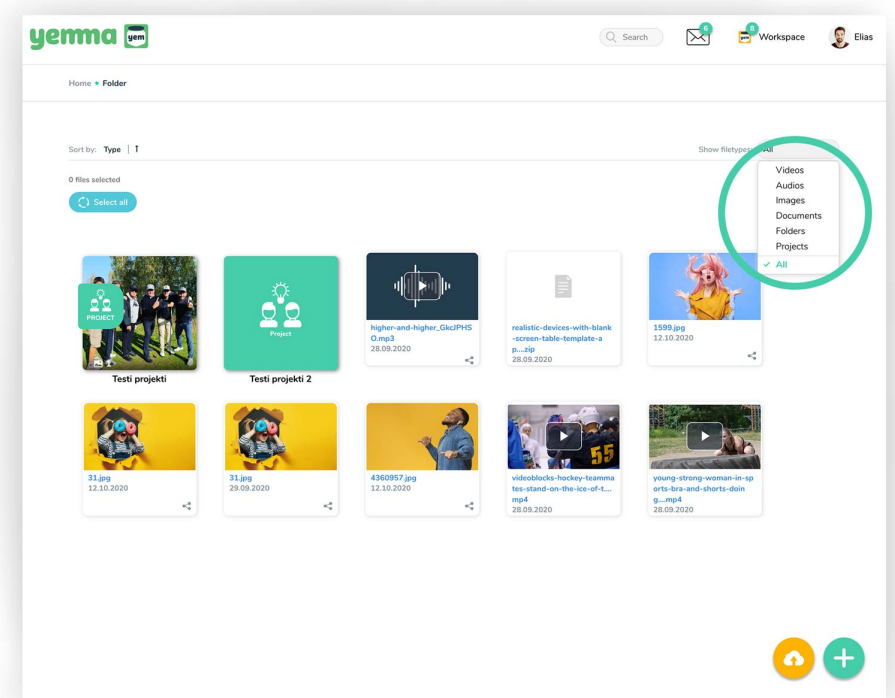 yemma yem
Search
6
yem
8
Workspace
Elias
Home • Folder
Sort by: Type | ↑
Show filetypes: All
0 files selected
Select all
Videos
Audios
Images
Documents
Folders
Projects
✓ All
PROJECT
Testi projekti
Project
Testi projekti 2
higher-and-higher_GkcJPHS
O.mp3
28.09.2020
realistic-devices-with-blank
-screen-table-template-a
p....zip
28.09.2020
1599.jpg
12.10.2020
31.jpg
12.10.2020
31.jpg
29.09.2020
4360957.jpg
12.10.2020
55
videoblocks-hockey-teamma
tes-stand-on-the-ice-of-t....
mp4
28.09.2020
young-strong-woman-in-sp
orts-bra-and-shorts-doin
g....mp4
28.09.2020